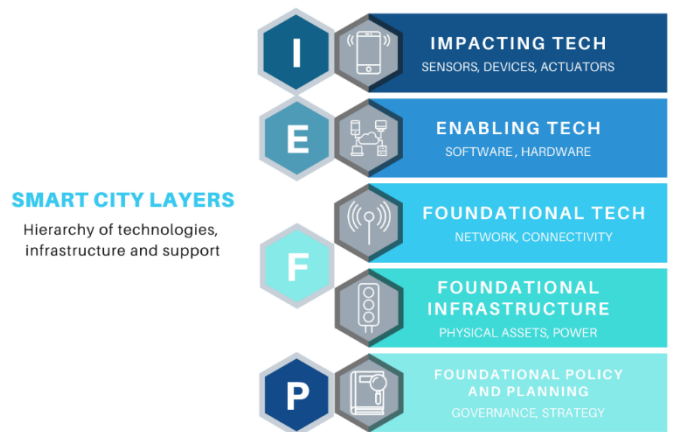 SMART CITY LAYERS
Hierarchy of technologies,
infrastructure and support
I
IMPACTING TECH
SENSORS, DEVICES, ACTUATORS
E
ENABLING TECH
SOFTWARE , HARDWARE
F
FOUNDATIONAL TECH
NETWORK, CONNECTIVITY
FOUNDATIONAL
INFRASTRUCTURE
PHYSICAL ASSETS, POWER
P
FOUNDATIONAL POLICY
AND PLANNING
GOVERNANCE, STRATEGY